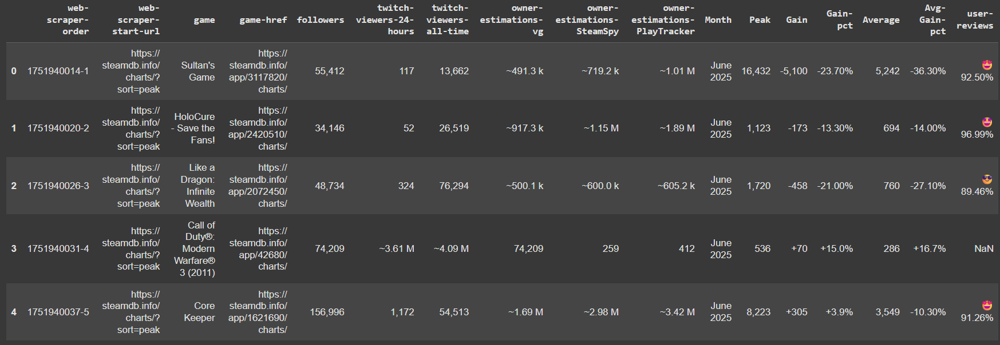 web-scraper-order web-scraper-start-url game game-href followers twitch-viewers-24-hours twitch-viewers-all-time owner-estimations-vg owner-estimations-SteamSpy owner-estimations-PlayTracker Month Peak Gain Gain-pct Average Avg-Gain-pct user-reviews
0 1751940014-1 https://steamdb.info/charts/?sort=peak Sultan's Game https://steamdb.info/app/3117820/charts/ 55,412 117 13,662 ~491.3 k ~719.2 k ~1.01 M June 2025 16,432 -5,100 -23.70% 5,242 -36.30% 🤩 92.50%
1 1751940020-2 https://steamdb.info/charts/?sort=peak HoloCure - Save the Fans! https://steamdb.info/app/2420510/charts/ 34,146 52 26,519 ~917.3 k ~1.15 M ~1.89 M June 2025 1,123 -173 -13.30% 694 -14.00% 🤩 96.99%
2 1751940026-3 https://steamdb.info/charts/?sort=peak Like a Dragon: Infinite Wealth https://steamdb.info/app/2072450/charts/ 48,734 324 76,294 ~500.1 k ~600.0 k ~605.2 k June 2025 1,720 -458 -21.00% 760 -27.10% 😎 89.46%
3 1751940031-4 https://steamdb.info/charts/?sort=peak Call of Duty®: Modern Warfare® 3 (2011) https://steamdb.info/app/42680/charts/ 74,209 ~3.61 M ~4.09 M 74,209 259 412 June 2025 536 +70 +15.0% 286 +16.7% NaN
4 1751940037-5 https://steamdb.info/charts/?sort=peak Core Keeper https://steamdb.info/app/1621690/charts/ 156,996 1,172 54,513 ~1.69 M ~2.98 M ~3.42 M June 2025 8,223 +305 +3.9% 3,549 -10.30% 🤩 91.26%